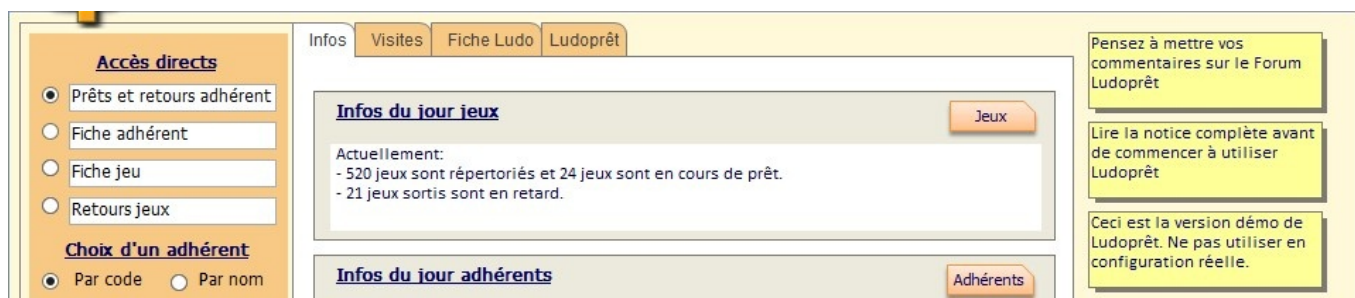 Accès directs
Prêts et retours adhérent
Fiche adhérent
Fiche jeu
Retours jeux
Choix d'un adhérent
Par code Par nom
Infos Visites Fiche Ludo Ludoprêt
Infos du jour jeux
Jeux
Actuellement:
- 520 jeux sont répertoriés et 24 jeux sont en cours de prêt.
- 21 jeux sortis sont en retard.
Infos du jour adhérents
Adhérents
Pensez à mettre vos
commentaires sur le Forum
Ludoprêt
Lire la notice complète avant
de commencer à utiliser
Ludoprêt
Ceci est la version démo de
Ludoprêt. Ne pas utiliser en
configuration réelle.